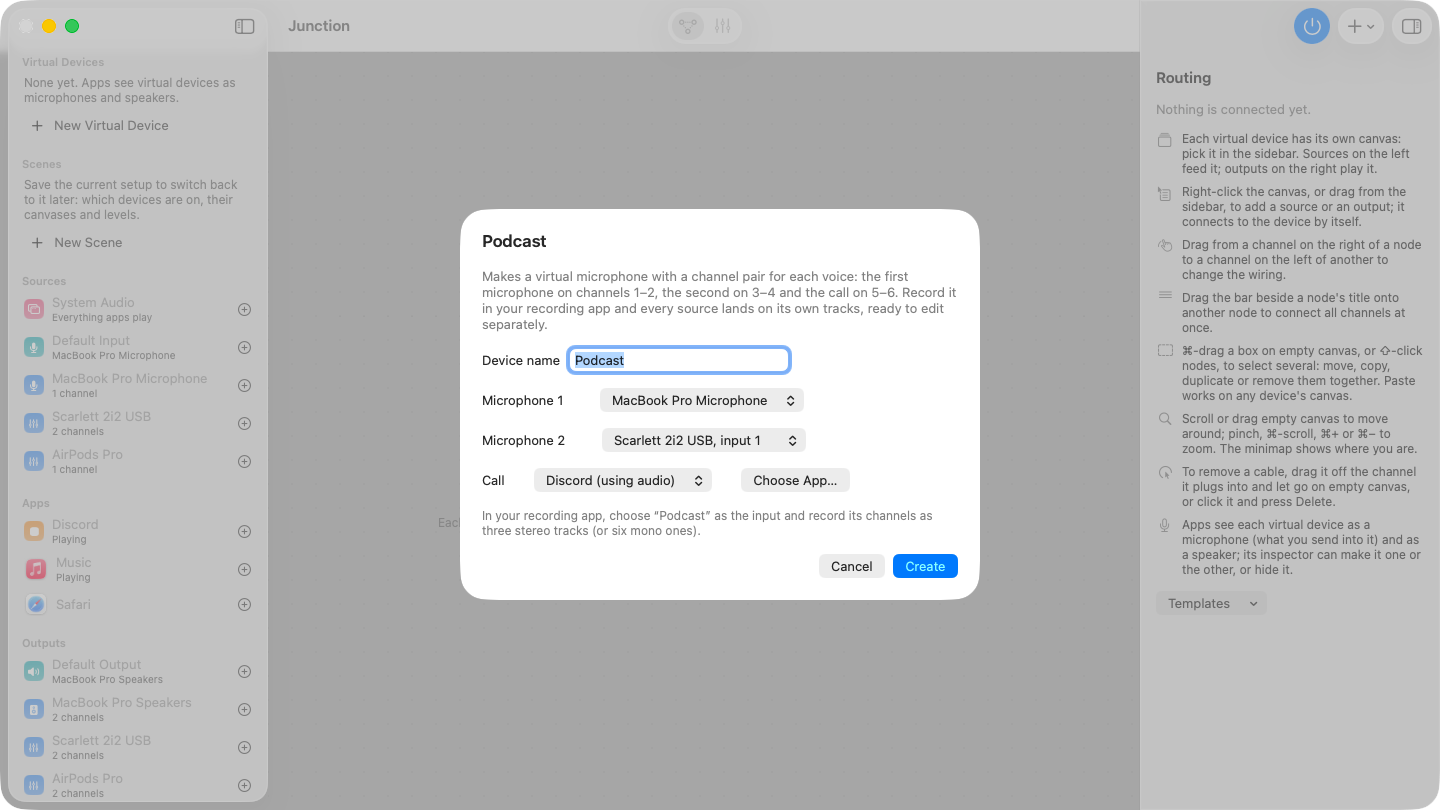 Junction
Virtual Devices
None yet. Apps see virtual devices as
microphones and speakers.
New Virtual Device
Scenes
Save the current setup to switch back
to it later: which devices are on, their
canvases and levels.
New Scene
Sources
System Audio
Everything apps play
Default Input
MacBook Pro Microphone
MacBook Pro Microphone
1 channel
Scarlett 2i2 USB
2 channels
AirPods Pro
1 channel
Apps
Discord
Playing
Music
Playing
Safari
Outputs
Default Output
MacBook Pro Speakers
MacBook Pro Speakers
2 channels
Scarlett 2i2 USB
2 channels
AirPods Pro
2 channels
Podcast
Makes a virtual microphone with a channel pair for each voice: the first
microphone on channels 1–2, the second on 3–4 and the call on 5–6. Record it
in your recording app and every source lands on its own tracks, ready to edit
separately.
Device name Podcast
Microphone 1 MacBook Pro Microphone
Microphone 2 Scarlett 2i2 USB, input 1
Call Discord (using audio) Choose App...
In your recording app, choose “Podcast” as the input and record its channels as
three stereo tracks (or six mono ones).
Cancel Create
Routing
Nothing is connected yet.
Each virtual device has its own canvas:
pick it in the sidebar. Sources on the left
feed it; outputs on the right play it.
Right-click the canvas, or drag from the
sidebar, to add a source or an output; it
connects to the device by itself.
Drag from a channel on the right of a node
to a channel on the left of another to
change the wiring.
Drag the bar beside a node's title onto
another node to connect all channels at
once.
⌘-drag a box on empty canvas, or ⇧-click
nodes, to select several: move, copy,
duplicate or remove them together. Paste
works on any device's canvas.
Scroll or drag empty canvas to move
around; pinch, ⌘-scroll, ⌘+ or ⌘− to
zoom. The minimap shows where you are.
To remove a cable, drag it off the channel
it plugs into and let go on empty canvas,
or click it and press Delete.
Apps see each virtual device as a
microphone (what you send into it) and as
a speaker; its inspector can make it one or
the other, or hide it.
Templates